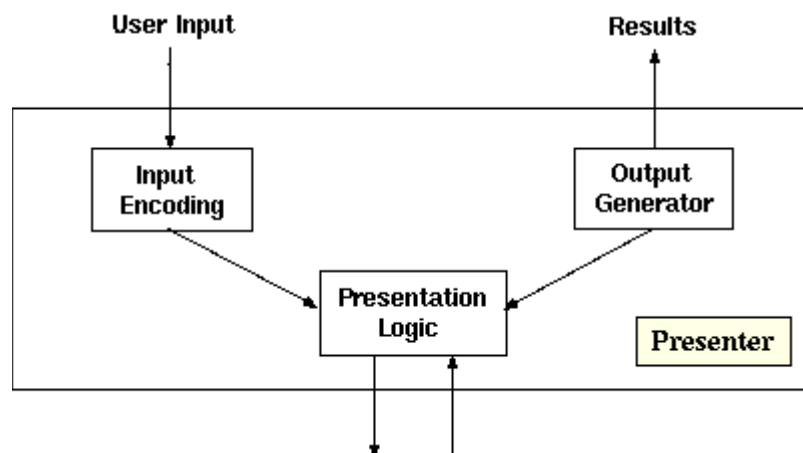 User Input
Results
Input
Encoding
Output
Generator
Presentation
Logic
Presenter